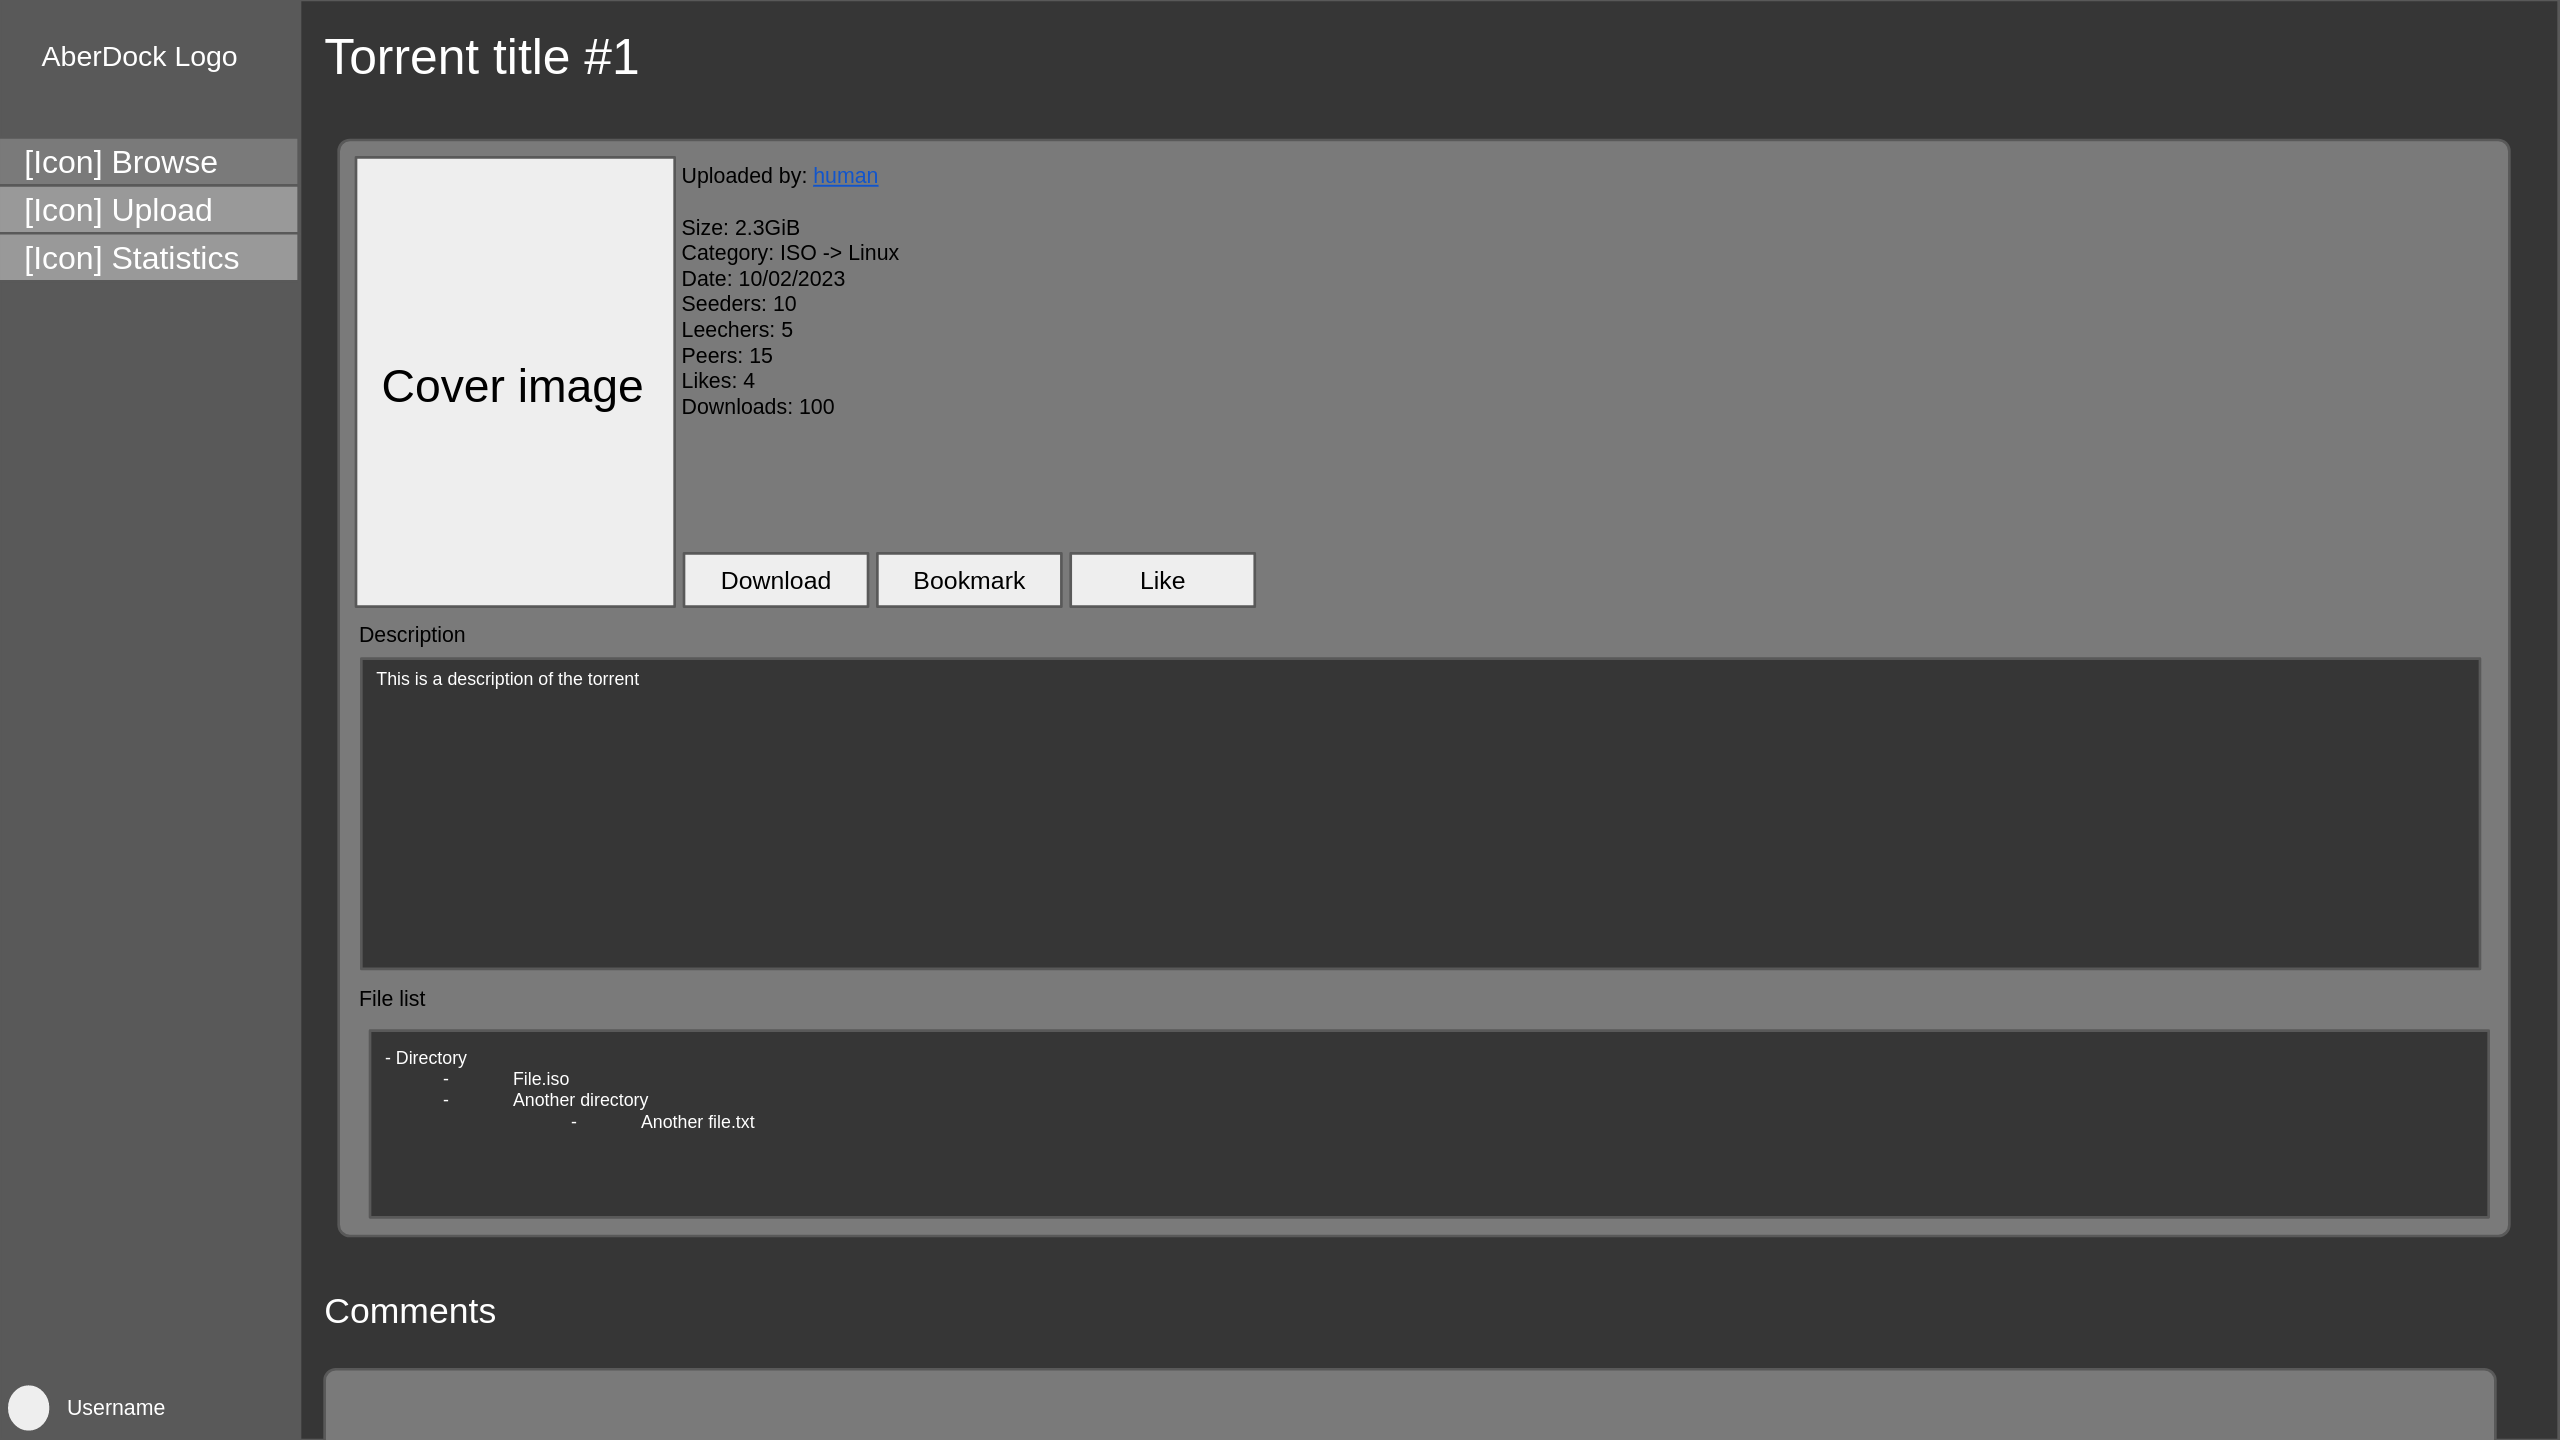 AberDock Logo
[Icon] Browse
[Icon] Upload
[Icon] Statistics
Username
Torrent title #1
Cover image
Uploaded by: human
Size: 2.3GiB
Category: ISO -> Linux
Date: 10/02/2023
Seeders: 10
Leechers: 5
Peers: 15
Likes: 4
Downloads: 100
Download
Bookmark
Like
Description
This is a description of the torrent
File list
- Directory
- File.iso
- Another directory
- Another file.txt
Comments